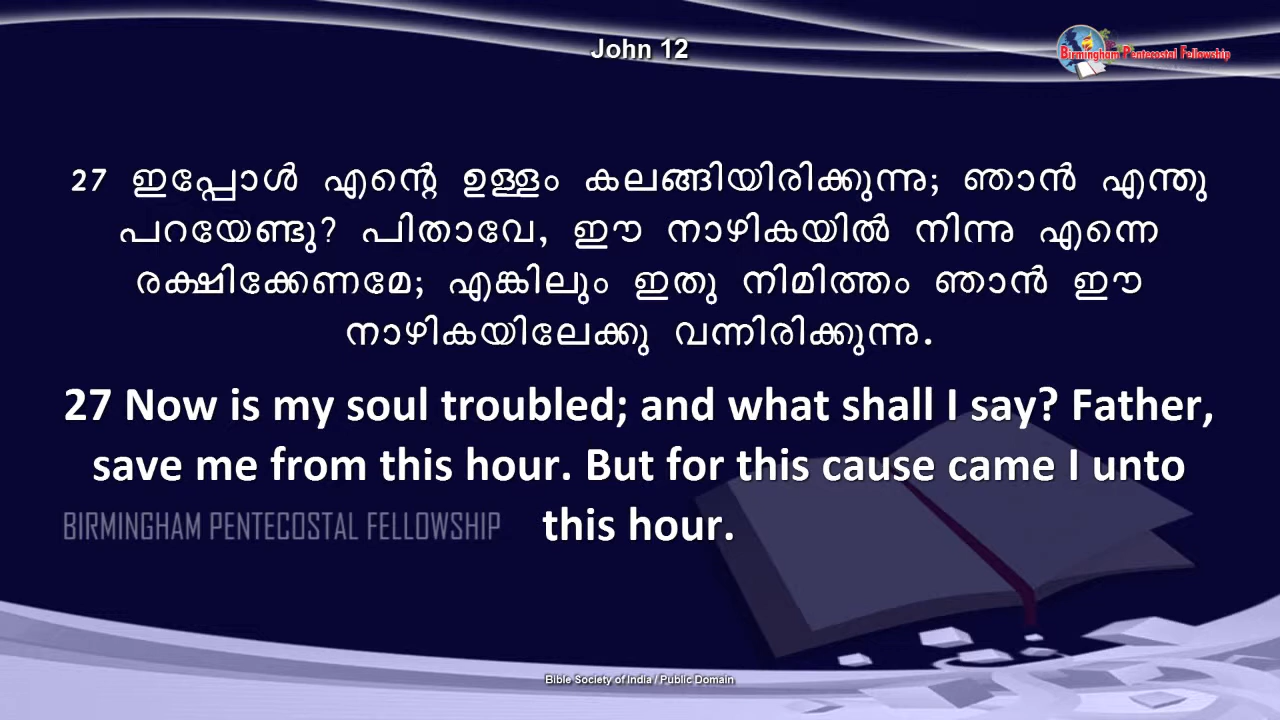 John 12
Birmingham Pentecostal Fellowship
27 ഇപ്പോൾ എന്റെ ഉള്ളം കലങ്ങിയിരിക്കുന്നു; ഞാൻ എന്തു
പറയേണ്ടു? പിതാവേ, ഈ നാഴികയിൽ നിന്നു എന്നെ
രക്ഷിക്കേണമേ; എങ്കിലും ഇതു നിമിത്തം ഞാൻ ഈ
നാഴികയിലേക്കു വന്നിരിക്കുന്നു.
27 Now is my soul troubled; and what shall I say? Father,
save me from this hour. But for this cause came I unto
this hour.
BIRMINGHAM PENTECOSTAL FELLOWSHIP
Bible Society of India / Public Domain